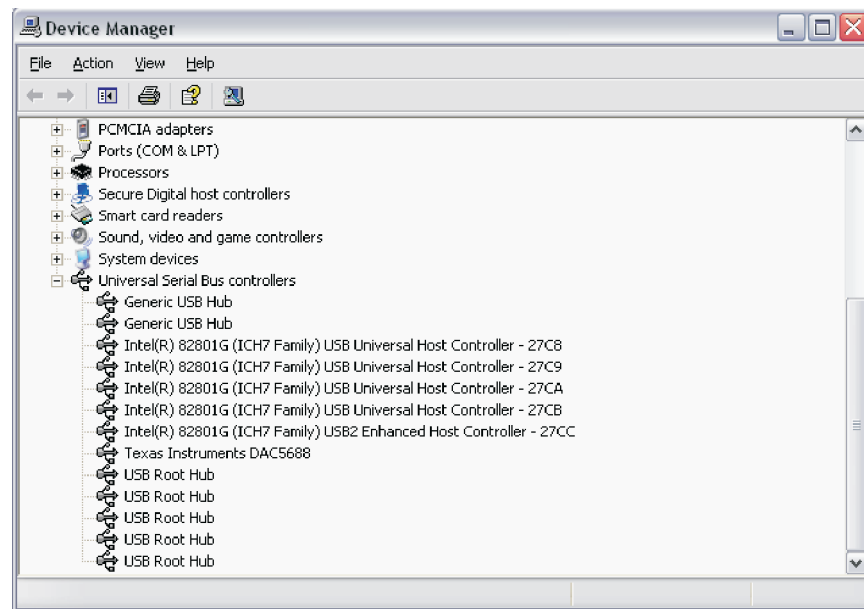 Device Manager
File Action View Help
PCMCIA adapters
Ports (COM & LPT)
Processors
Secure Digital host controllers
Smart card readers
Sound, video and game controllers
System devices
Universal Serial Bus controllers
Generic USB Hub
Generic USB Hub
Intel(R) 82801G (ICH7 Family) USB Universal Host Controller - 27C8
Intel(R) 82801G (ICH7 Family) USB Universal Host Controller - 27C9
Intel(R) 82801G (ICH7 Family) USB Universal Host Controller - 27CA
Intel(R) 82801G (ICH7 Family) USB Universal Host Controller - 27CB
Intel(R) 82801G (ICH7 Family) USB2 Enhanced Host Controller - 27CC
Texas Instruments DAC5688
USB Root Hub
USB Root Hub
USB Root Hub
USB Root Hub
USB Root Hub